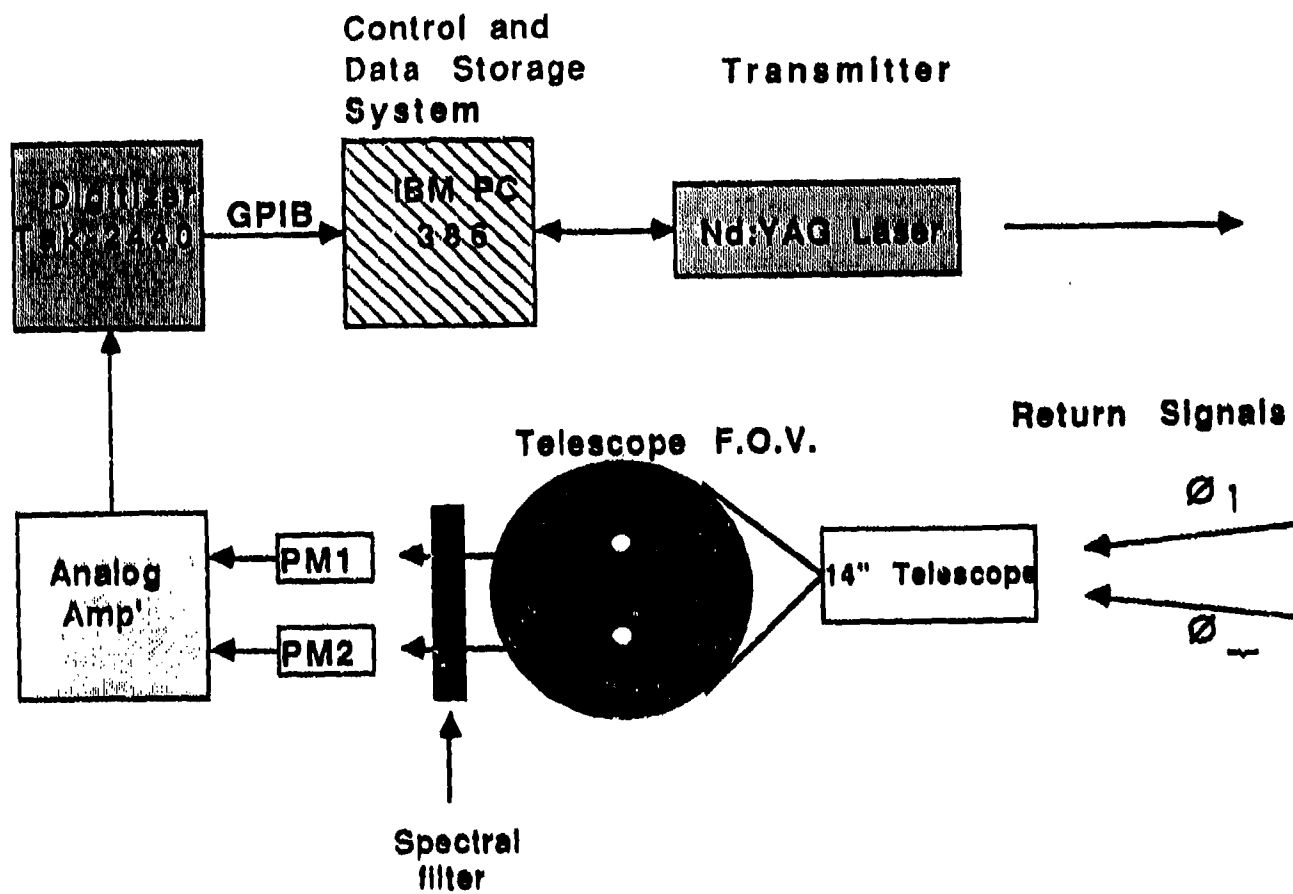 Control and
Data Storage
System
Transmitter
Digitizer
Tek 2440
GPIB
IBM PC
386
Nd:YAG Laser
Return Signals
Telescope F.O.V.
Ø1
Analog
Amp'
PM1
PM2
14" Telescope
Ø
Spectral
filter